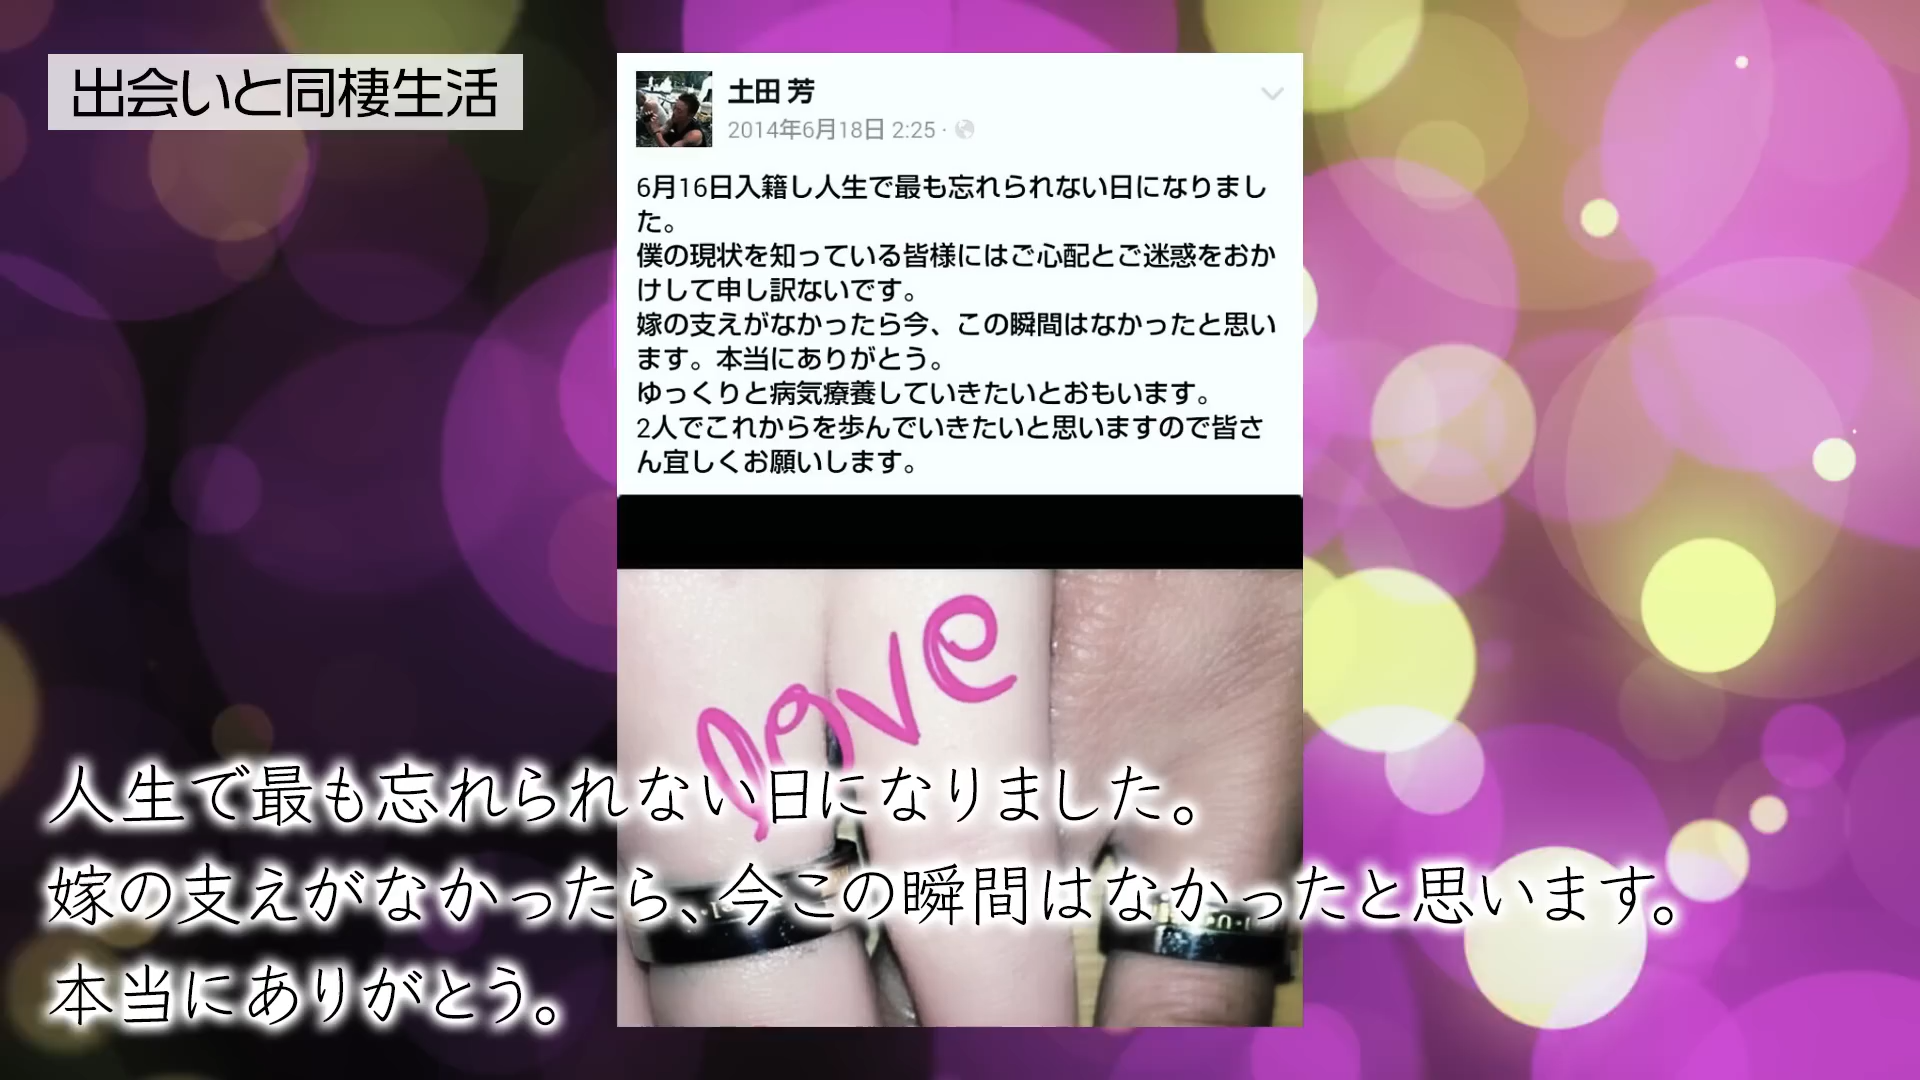 出会いと同棲生活
土田 芳
2014年6月18日 2:25 ·
6月16日入籍し人生で最も忘れられない日になりまし
た。
僕の現状を知っている皆様にはご心配とご迷惑をおか
けして申し訳ないです。
嫁の支えがなかったら今、この瞬間はなかったと思い
ます。本当にありがとう。
ゆっくりと病気療養していきたいとおもいます。
2人でこれからを歩んでいきたいと思いますので皆さ
ん宜しくお願いします。
love
人生で最も忘れられない日になりました。
嫁の支えがなかったら、今この瞬間はなかったと思います。
本当にありがとう。